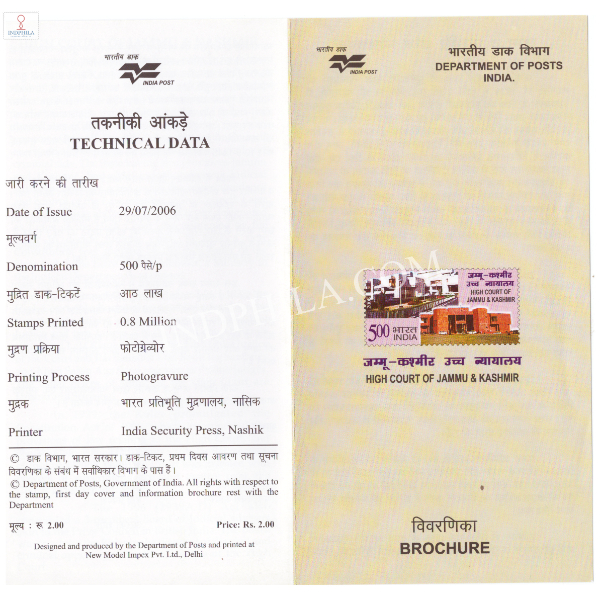 INDPHILA
भारतीय डाक
INDIA POST
तकनीकी आंकड़े
TECHNICAL DATA
जारी करने की तारीख
Date of Issue 29/07/2006
मूल्यवर्ग
Denomination 500 पैसे/p
मुद्रित डाक-टिकटें आठ लाख
Stamps Printed 0.8 Million
मुद्रण प्रक्रिया फोटोग्रेव्योर
Printing Process Photogravure
मुद्रक भारत प्रतिभूति मुद्रणालय, नासिक
Printer India Security Press, Nashik
© डाक विभाग, भारत सरकार। डाक-टिकट, प्रथम दिवस आवरण तथा सूचना
विवरणिका के संबंध में सर्वाधिकार विभाग के पास हैं।
© Department of Posts, Government of India. All rights with respect to
the stamp, first day cover and information brochure rest with the
Department
मूल्य : रू 2.00 Price: Rs. 2.00
Designed and produced by the Department of Posts and printed at
New Model Impex Pvt. Ltd., Delhi
भारतीय डाक
INDIA POST
भारतीय डाक विभाग
DEPARTMENT OF POSTS
INDIA.
INDPHILA.COM
जम्मू-कश्मीर
उच्च न्यायालय
HIGH COURT OF
JAMMU & KASHMIR
500 भारत
INDIA
जम्मू-कश्मीर उच्च न्यायालय
HIGH COURT OF JAMMU & KASHMIR
विवरणिका
BROCHURE